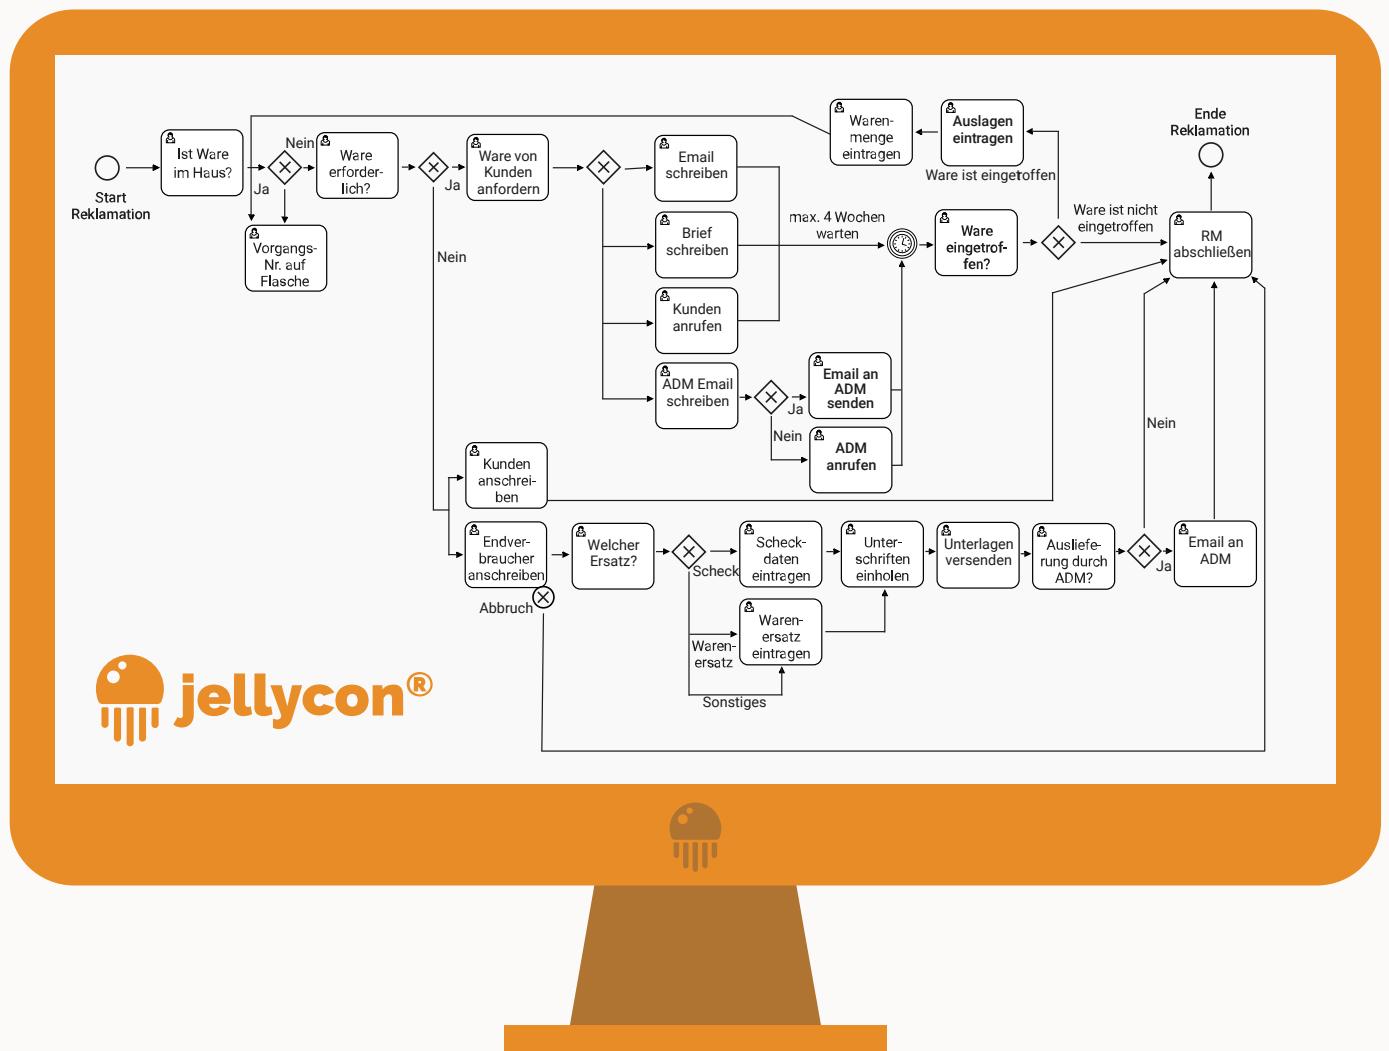 Start
Reklamation
Ist Ware
im Haus?
Nein
Ja
Vorgangs-
Nr. auf
Flasche
Ware
erforder-
lich?
Ja
Nein
Ware von
Kunden
anfordern
Email
schreiben
Brief
schreiben
Kunden
anrufen
ADM Email
schreiben
Ja
Nein
Email an
ADM
senden
ADM
anrufen
max. 4 Wochen
warten
Ware
eingetrof-
fen?
Ware ist eingetroffen
Auslagen
eintragen
Waren-
menge
eintragen
Ware ist nicht
eingetroffen
RM
abschließen
Ende
Reklamation
Kunden
anschrei-
ben
Endver-
braucher
anschreiben
Abbruch
Welcher
Ersatz?
Scheck
Waren-
ersatz
Sonstiges
Scheck-
daten
eintragen
Waren-
ersatz
eintragen
Unter-
schriften
einholen
Unterlagen
versenden
Ausliefe-
rung durch
ADM?
Ja
Nein
Email an
ADM
jellycon®